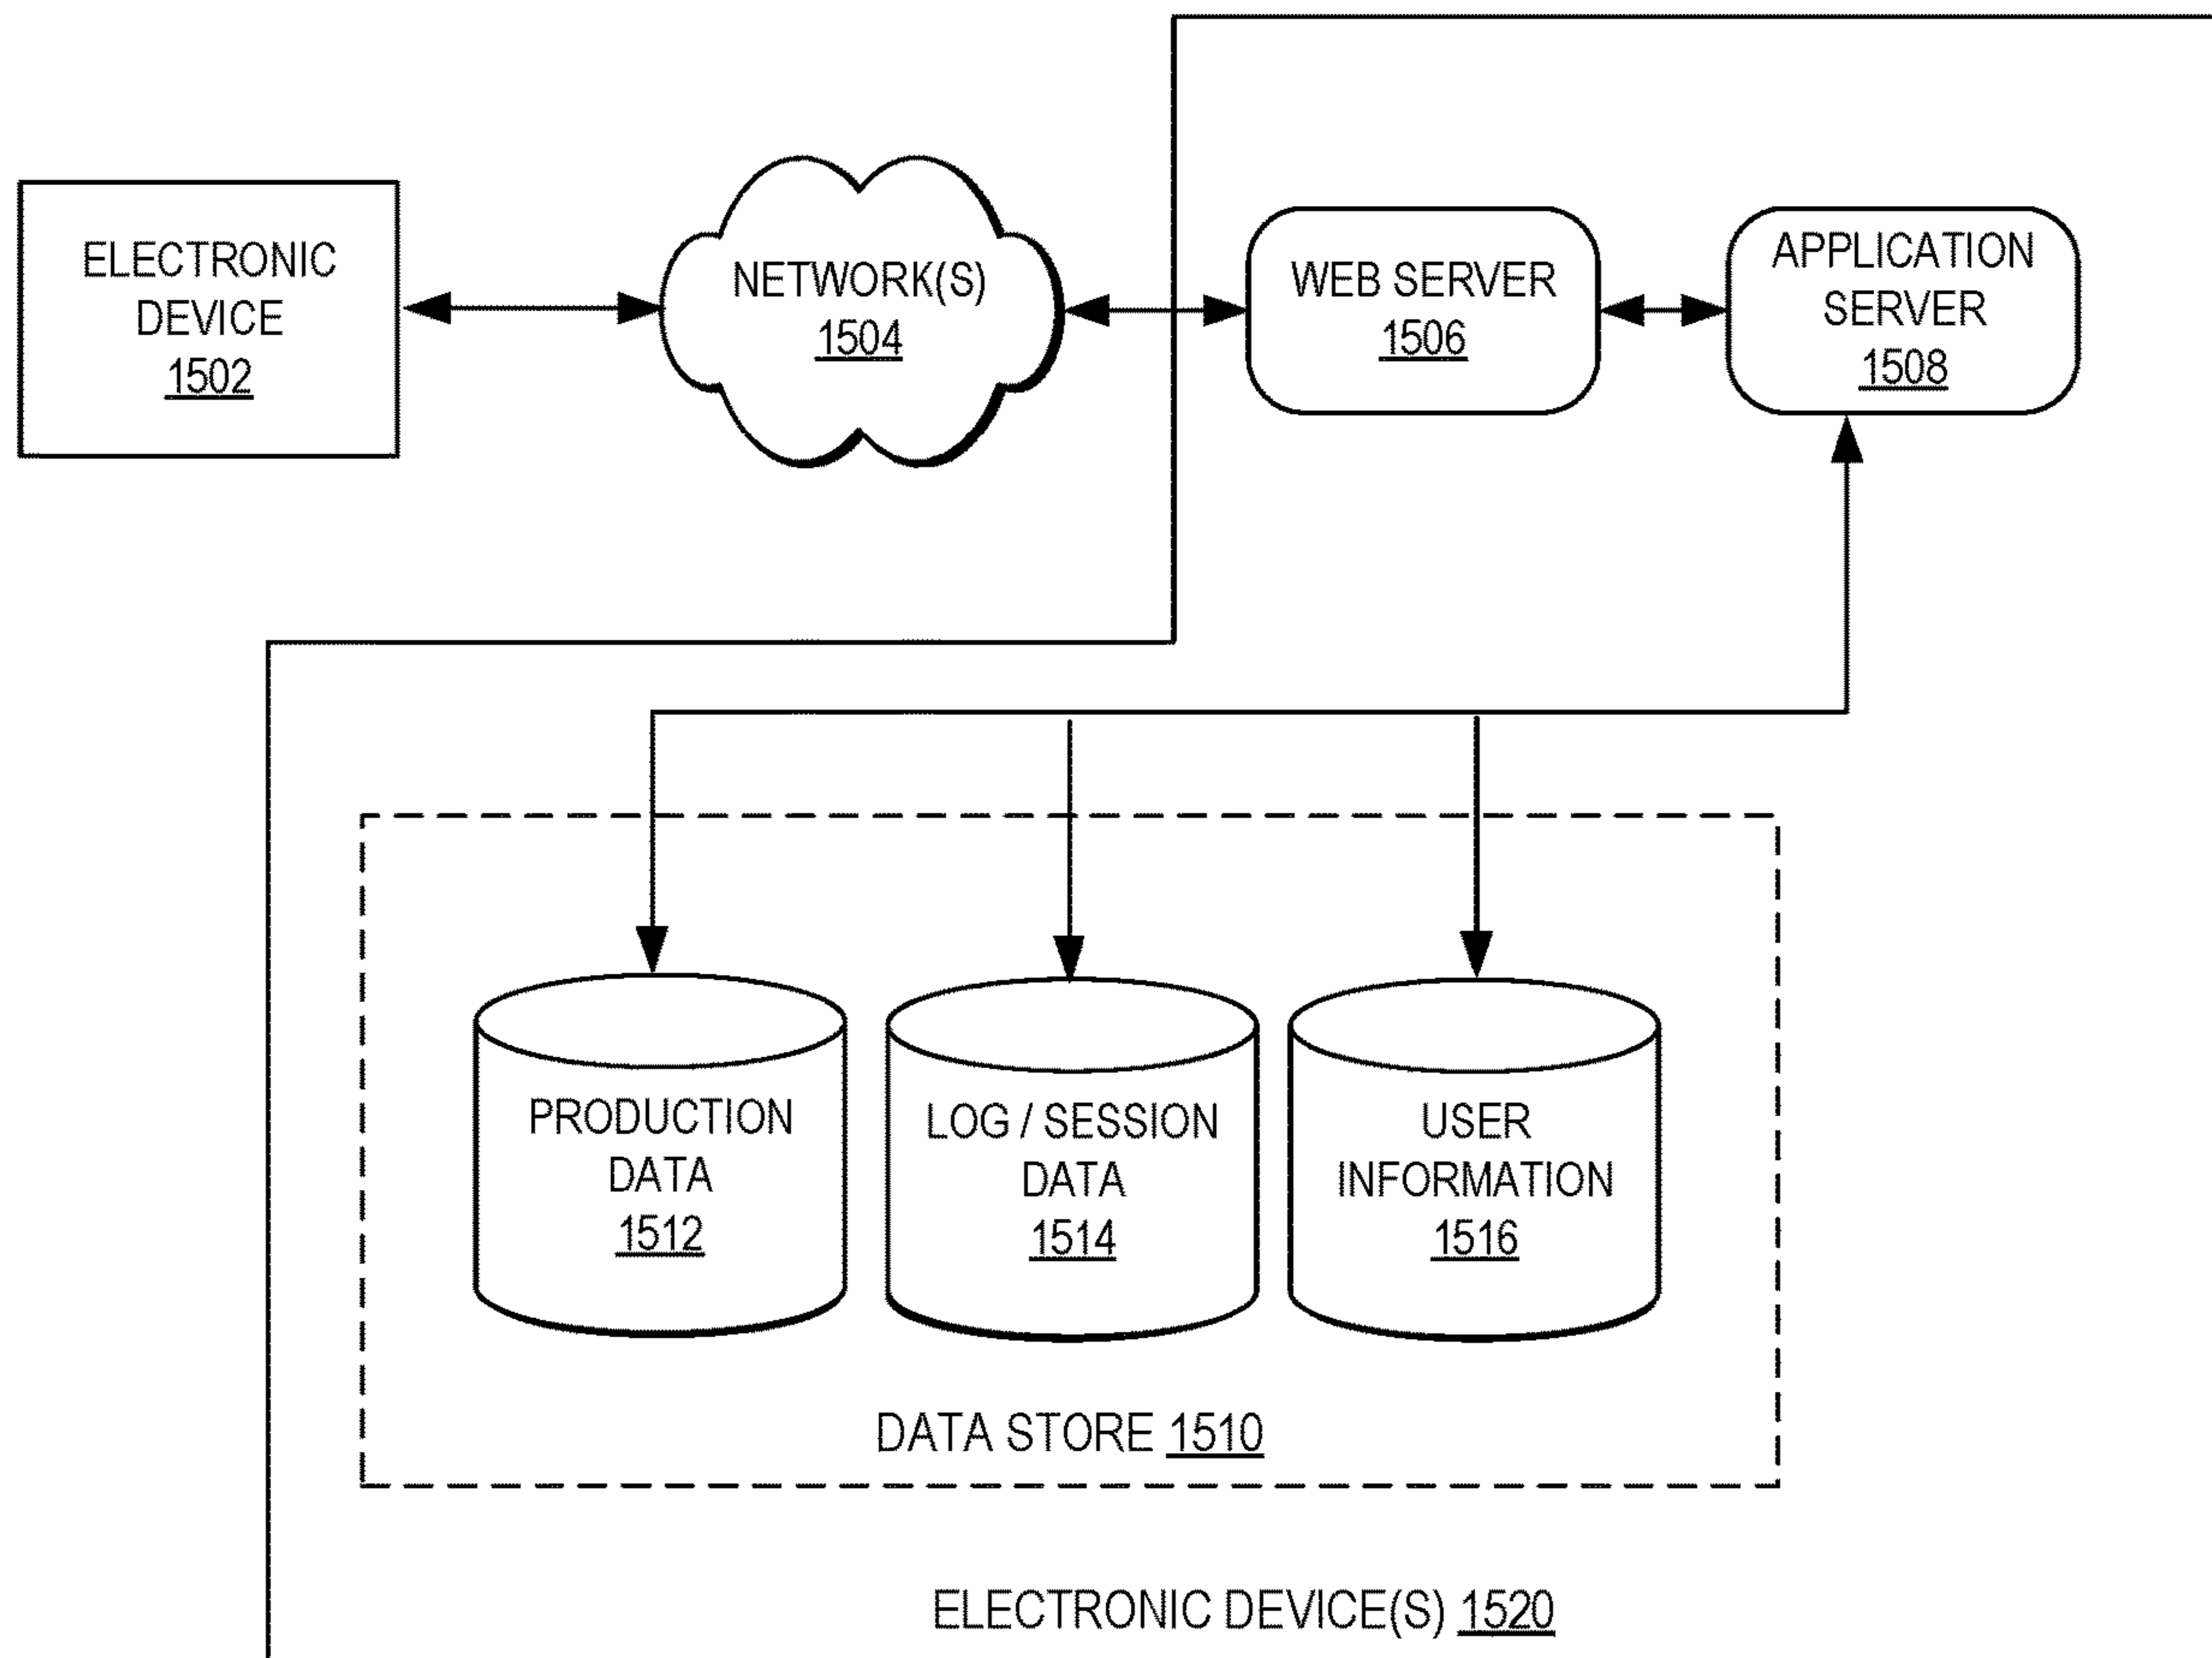 ELECTRONIC
DEVICE
1502
NETWORK(S)
1504
WEB SERVER
1506
APPLICATION
SERVER
1508
PRODUCTION
DATA
1512
LOG / SESSION
DATA
1514
USER
INFORMATION
1516
DATA STORE 1510
ELECTRONIC DEVICE(S) 1520